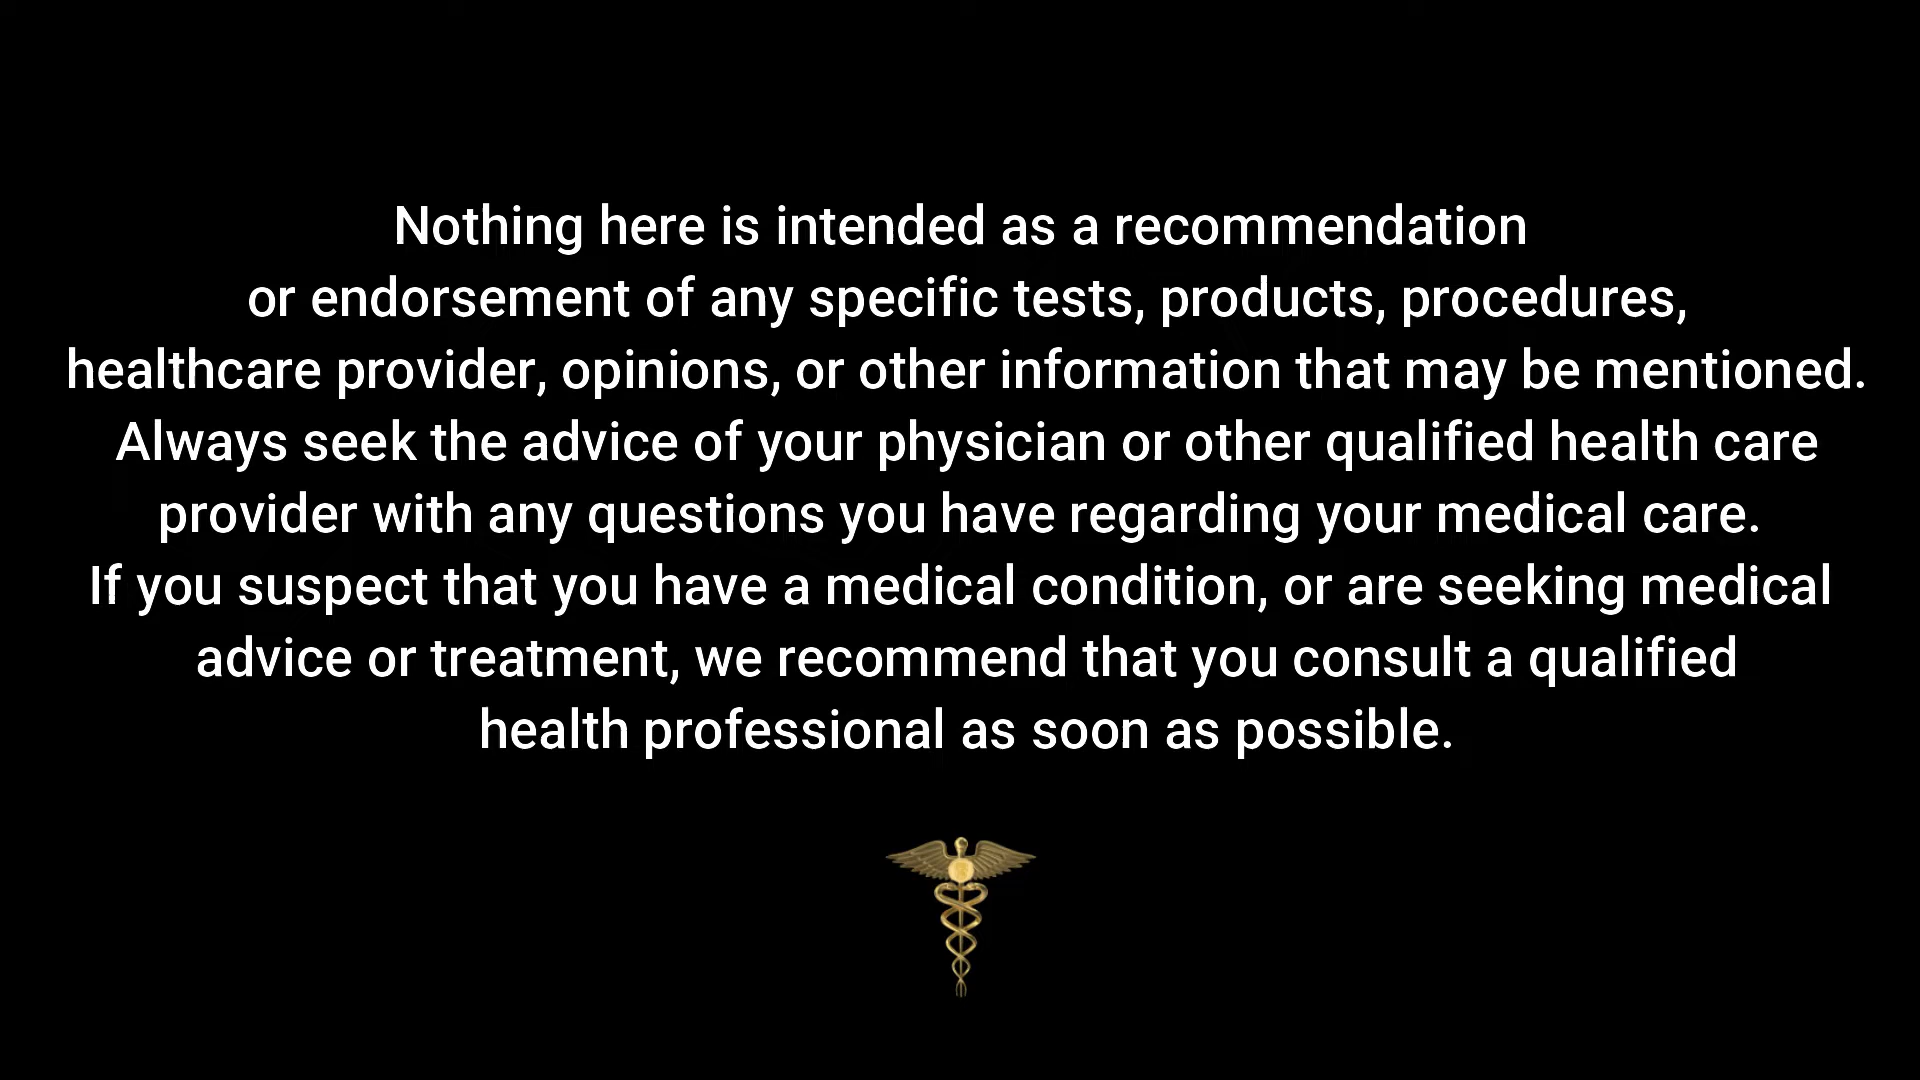 Nothing here is intended as a recommendation
or endorsement of any specific tests, products, procedures,
healthcare provider, opinions, or other information that may be mentioned.
Always seek the advice of your physician or other qualified health care
provider with any questions you have regarding your medical care.
If you suspect that you have a medical condition, or are seeking medical
advice or treatment, we recommend that you consult a qualified
health professional as soon as possible.